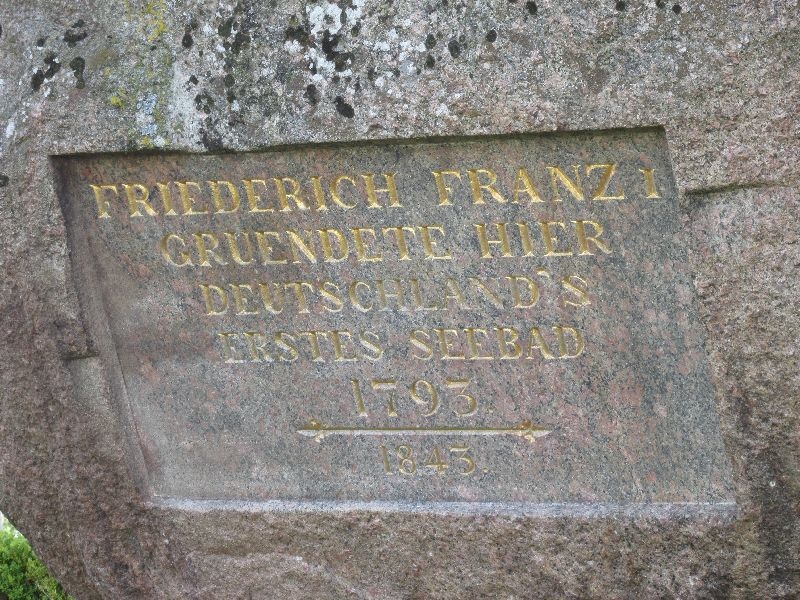 FRIEDERICH FRANZ I
GRUENDETE HIER
DEUTSCHLAND'S
ERSTES SEEBAD
1793.
1843.